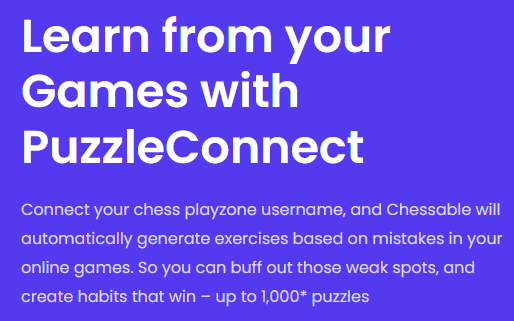 Learn from your
Games with
PuzzleConnect
Connect your chess playzone username, and Chessable will
automatically generate exercises based on mistakes in your
online games. So you can buff out those weak spots, and
create habits that win – up to 1,000* puzzles